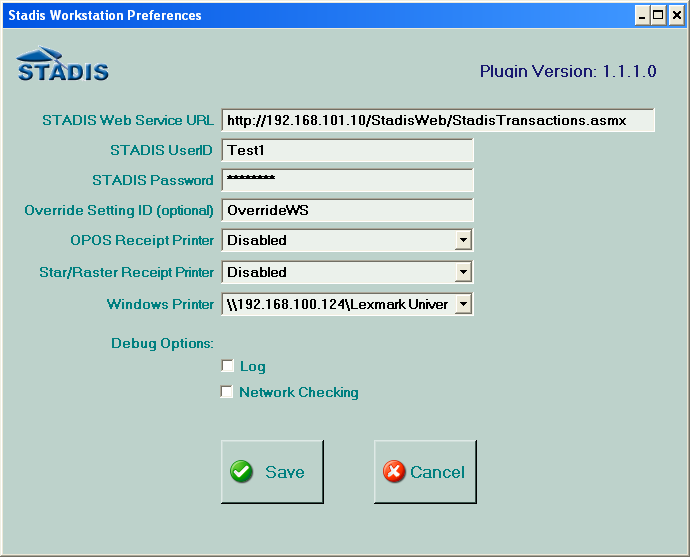 Stadis Workstation Preferences
STADIS
Plugin Version: 1.1.1.0
STADIS Web Service URL http://192.168.101.10/StadisWeb/StadisTransactions.asmx
STADIS UserID Test1
STADIS Password ********
Override Setting ID (optional) OverrideWS
OPOS Receipt Printer Disabled
Star/Raster Receipt Printer Disabled
Windows Printer \\192.168.100.124\Lexmark Univer
Debug Options:
Log
Network Checking
Save Cancel